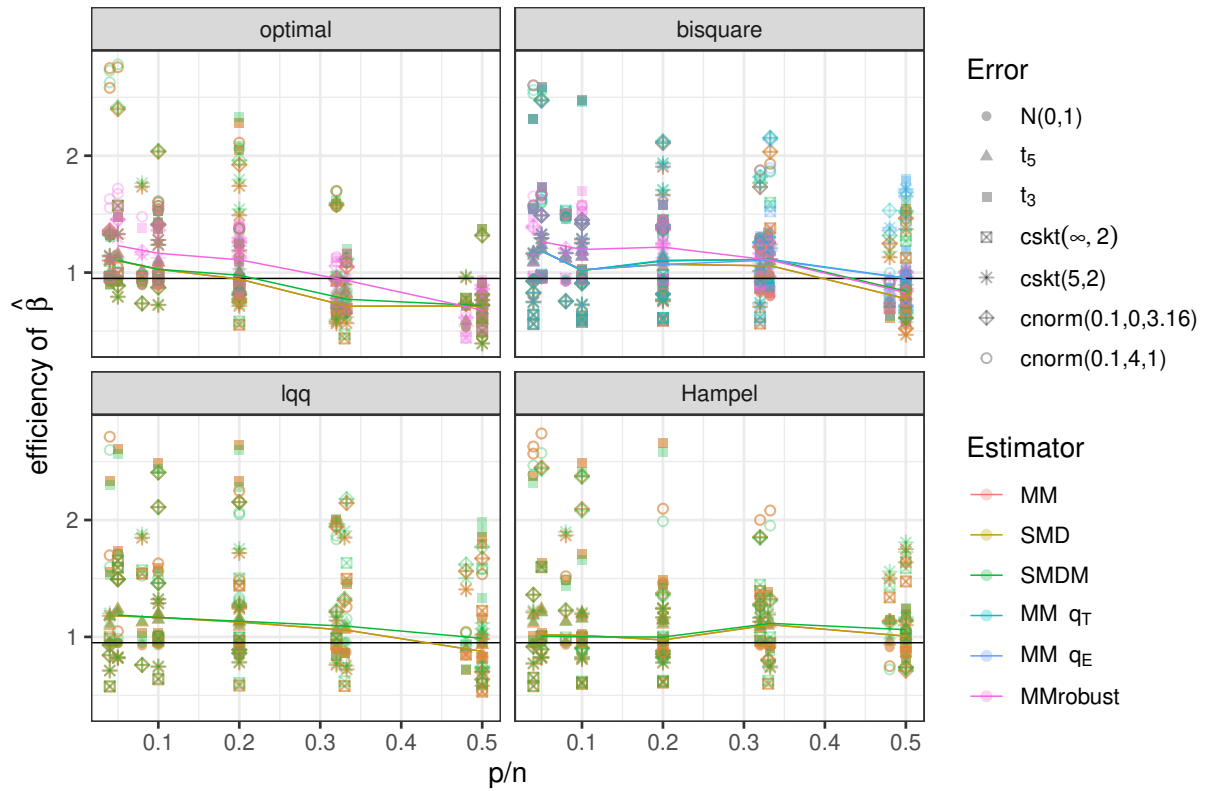 optimal
bisquare
2
1
lqq
Hampel
2
1
0.1 0.2 0.3 0.4 0.5
0.1 0.2 0.3 0.4 0.5
p/n
efficiency of β̂
Error
N(0,1)
t₅
t₃
cskt(∞, 2)
cskt(5,2)
cnorm(0.1,0,3.16)
cnorm(0.1,4,1)
Estimator
MM
SMD
SMDM
MM q_T
MM q_E
MMrobust